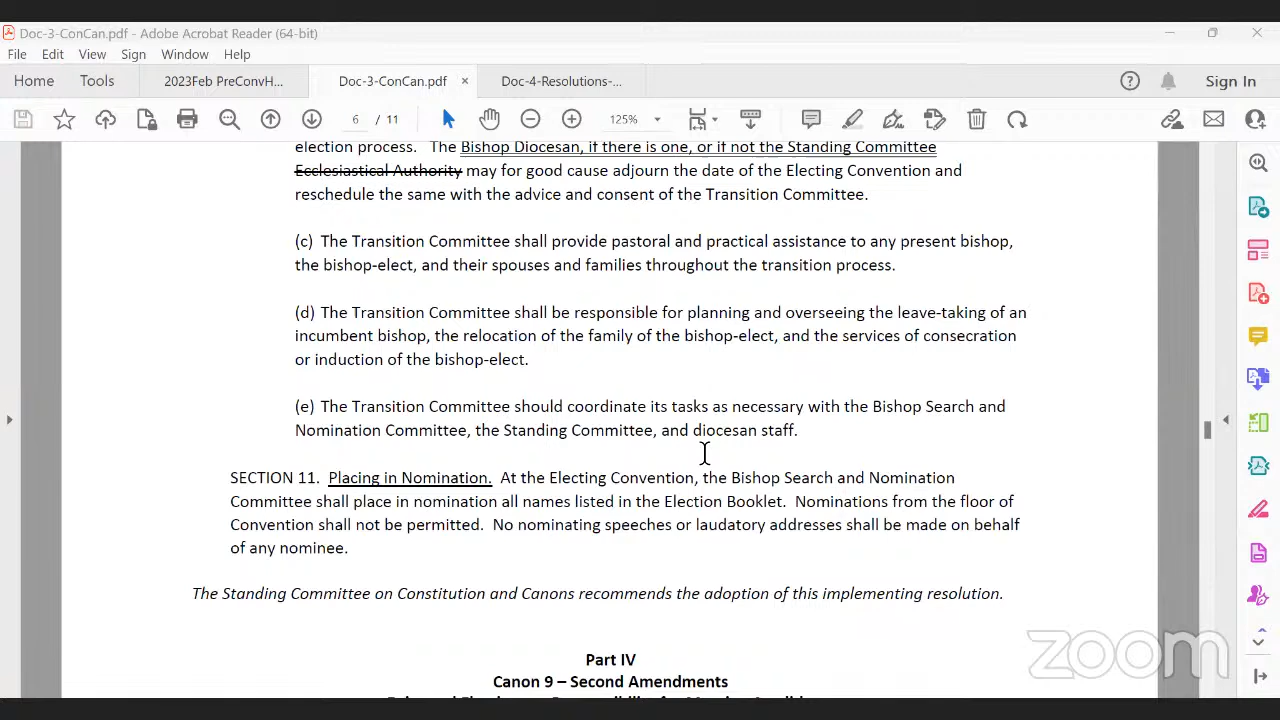 Doc-3-ConCan.pdf - Adobe Acrobat Reader (64-bit)
File Edit View Sign Window Help
Home Tools 2023Feb PreConvH... Doc-3-ConCan.pdf × Doc-4-Resolutions-... Sign In
6 / 11 125%
election process. The Bishop Diocesan, if there is one, or if not the Standing Committee
Ecclesiastical Authority may for good cause adjourn the date of the Electing Convention and
reschedule the same with the advice and consent of the Transition Committee.
(c) The Transition Committee shall provide pastoral and practical assistance to any present bishop,
the bishop-elect, and their spouses and families throughout the transition process.
(d) The Transition Committee shall be responsible for planning and overseeing the leave-taking of an
incumbent bishop, the relocation of the family of the bishop-elect, and the services of consecration
or induction of the bishop-elect.
(e) The Transition Committee should coordinate its tasks as necessary with the Bishop Search and
Nomination Committee, the Standing Committee, and diocesan staff.
SECTION 11. Placing in Nomination. At the Electing Convention, the Bishop Search and Nomination
Committee shall place in nomination all names listed in the Election Booklet. Nominations from the floor of
Convention shall not be permitted. No nominating speeches or laudatory addresses shall be made on behalf
of any nominee.
The Standing Committee on Constitution and Canons recommends the adoption of this implementing resolution.
Part IV
Canon 9 – Second Amendments
zoom